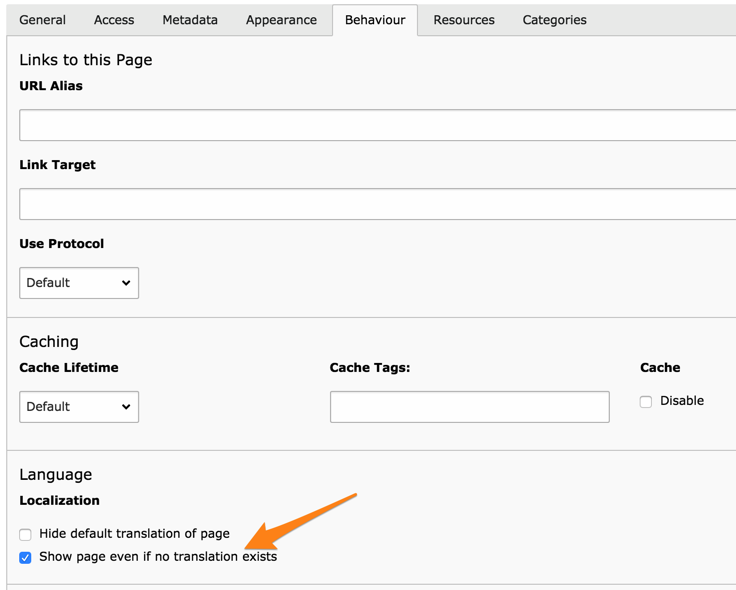 General Access Metadata Appearance Behaviour Resources Categories
Links to this Page
URL Alias
Link Target
Use Protocol
Default
Caching
Cache Lifetime Cache Tags: Cache
Default Disable
Language
Localization
Hide default translation of page
Show page even if no translation exists